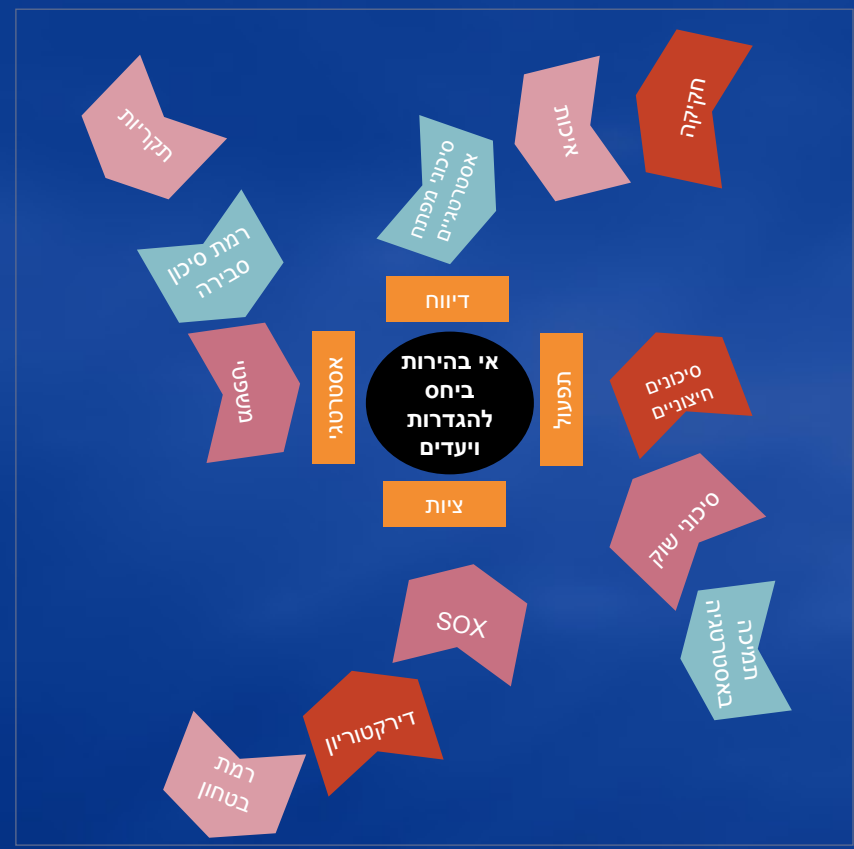 חקיקה
איכות
סיכוני מפתח
אסטרטגיים
תקריות
רמת סיכון
סבירה
דיווח
משפטי
אסטרטגי
אי בהירות
ביחס
להגדרות
ויעדים
תפעול
סיכונים
חיצוניים
ציות
סיכוני שוק
תמיכה
באסטרטגיה
SOX
דירקטוריון
רמת
בטחון